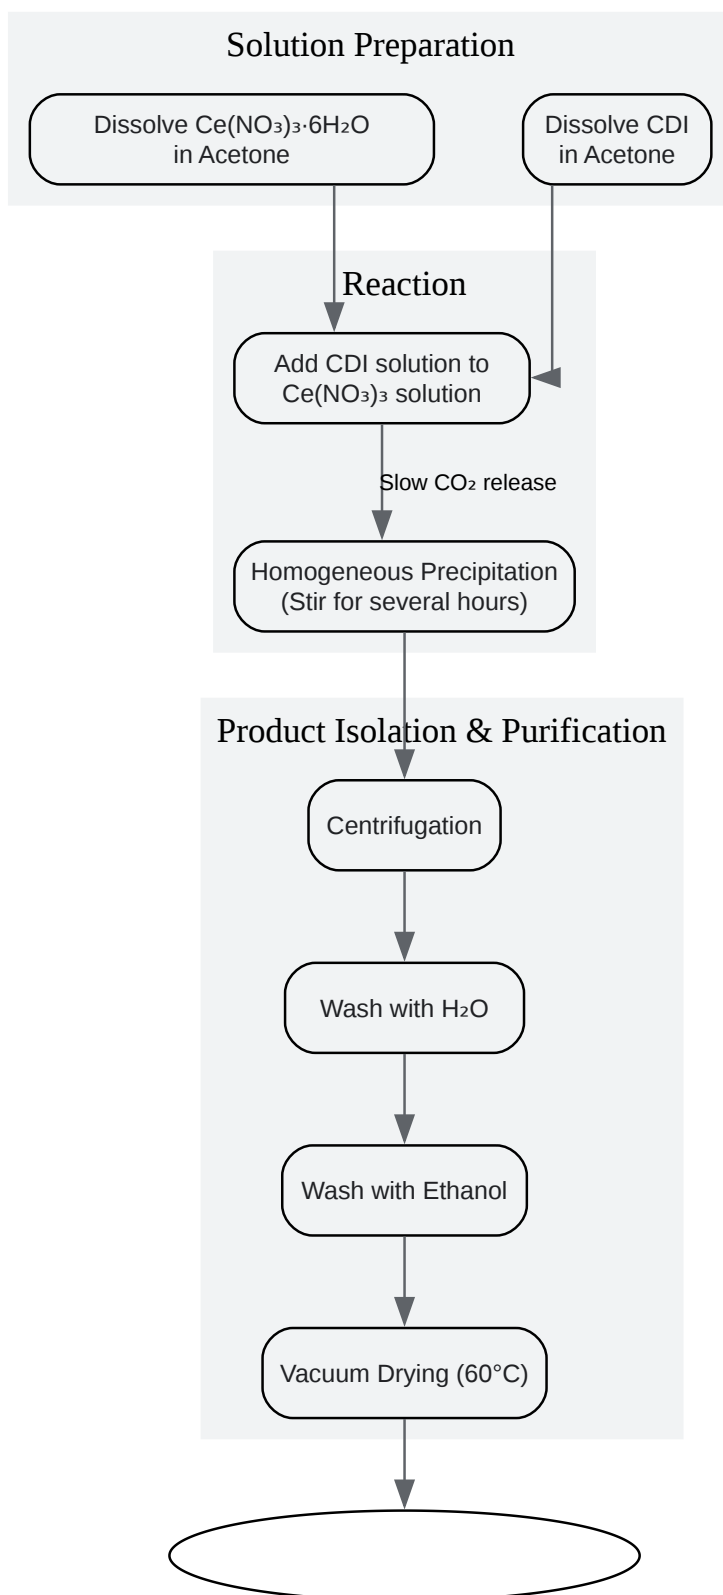 Solution Preparation
Dissolve Ce(NO₃)₃·6H₂O
in Acetone
Dissolve CDI
in Acetone
Reaction
Add CDI solution to
Ce(NO₃)₃ solution
Slow CO₂ release
Homogeneous Precipitation
(Stir for several hours)
Product Isolation & Purification
Centrifugation
Wash with H₂O
Wash with Ethanol
Vacuum Drying (60°C)